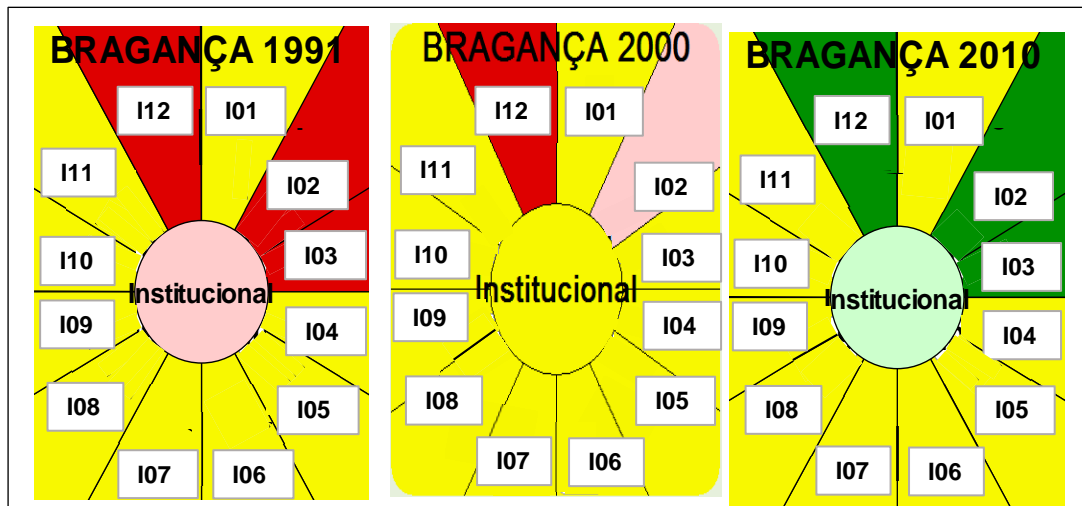 BRAGANÇA 1991
I12
I01
I11
I02
I10
I03
Institucional
I09
I04
I08
I05
I07
I06
BRAGANÇA 2000
I12
I01
I11
I02
I10
I03
Institucional
I09
I04
I08
I05
I07
I06
BRAGANÇA 2010
I12
I01
I11
I02
I10
I03
Institucional
I09
I04
I08
I05
I07
I06